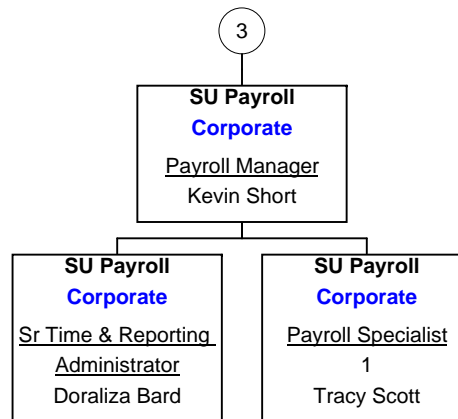 3
SU Payroll
Corporate
Payroll Manager
Kevin Short
SU Payroll
Corporate
Sr Time & Reporting
Administrator
Doraliza Bard
SU Payroll
Corporate
Payroll Specialist
1
Tracy Scott